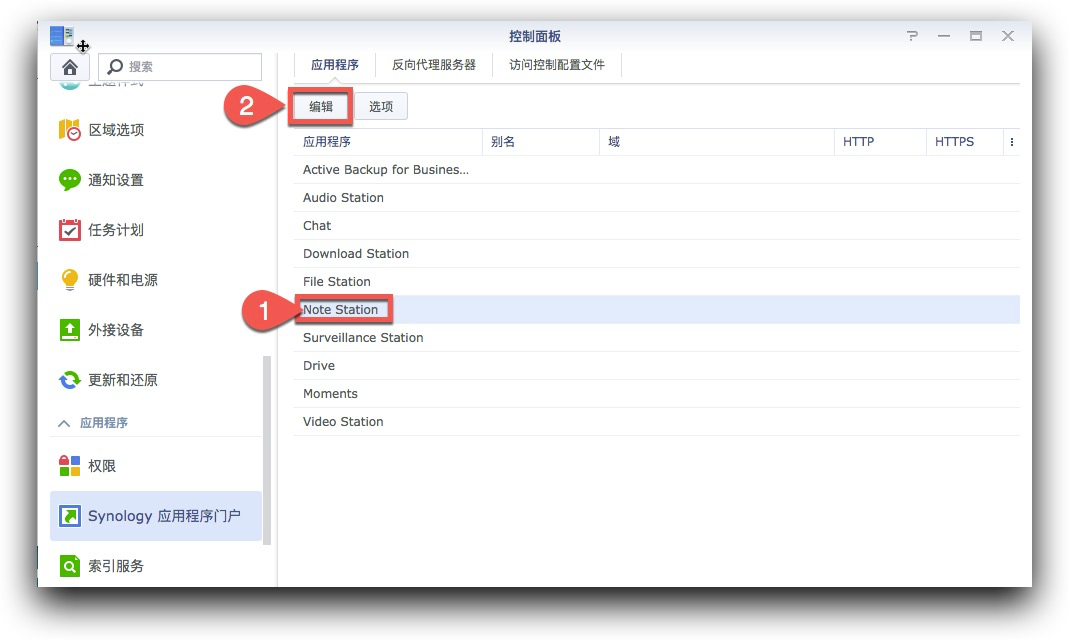 控制面板
搜索
应用程序 反向代理服务器 访问控制配置文件
编辑 选项
2
应用程序 别名 域 HTTP HTTPS
Active Backup for Busines...
Audio Station
Chat
Download Station
File Station
Note Station
1
Surveillance Station
Drive
Moments
Video Station
区域选项
通知设置
任务计划
硬件和电源
外接设备
更新和还原
应用程序
权限
Synology 应用程序门户
索引服务